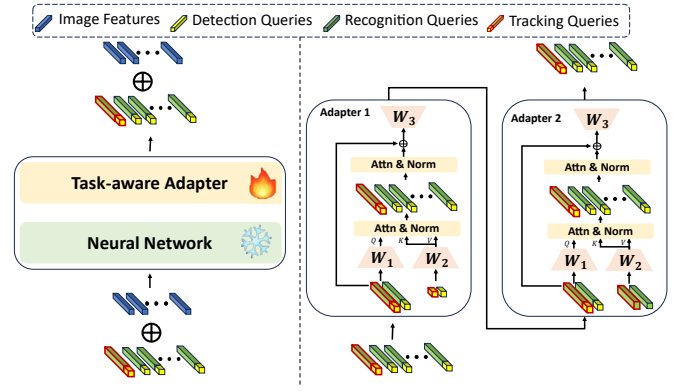 Image Features
Detection Queries
Recognition Queries
Tracking Queries
Task-aware Adapter
Neural Network
Adapter 1
W3
Attn & Norm
Attn & Norm
Q
K
V
W1
W2
Adapter 2
W3
Attn & Norm
Attn & Norm
Q
K
V
W1
W2